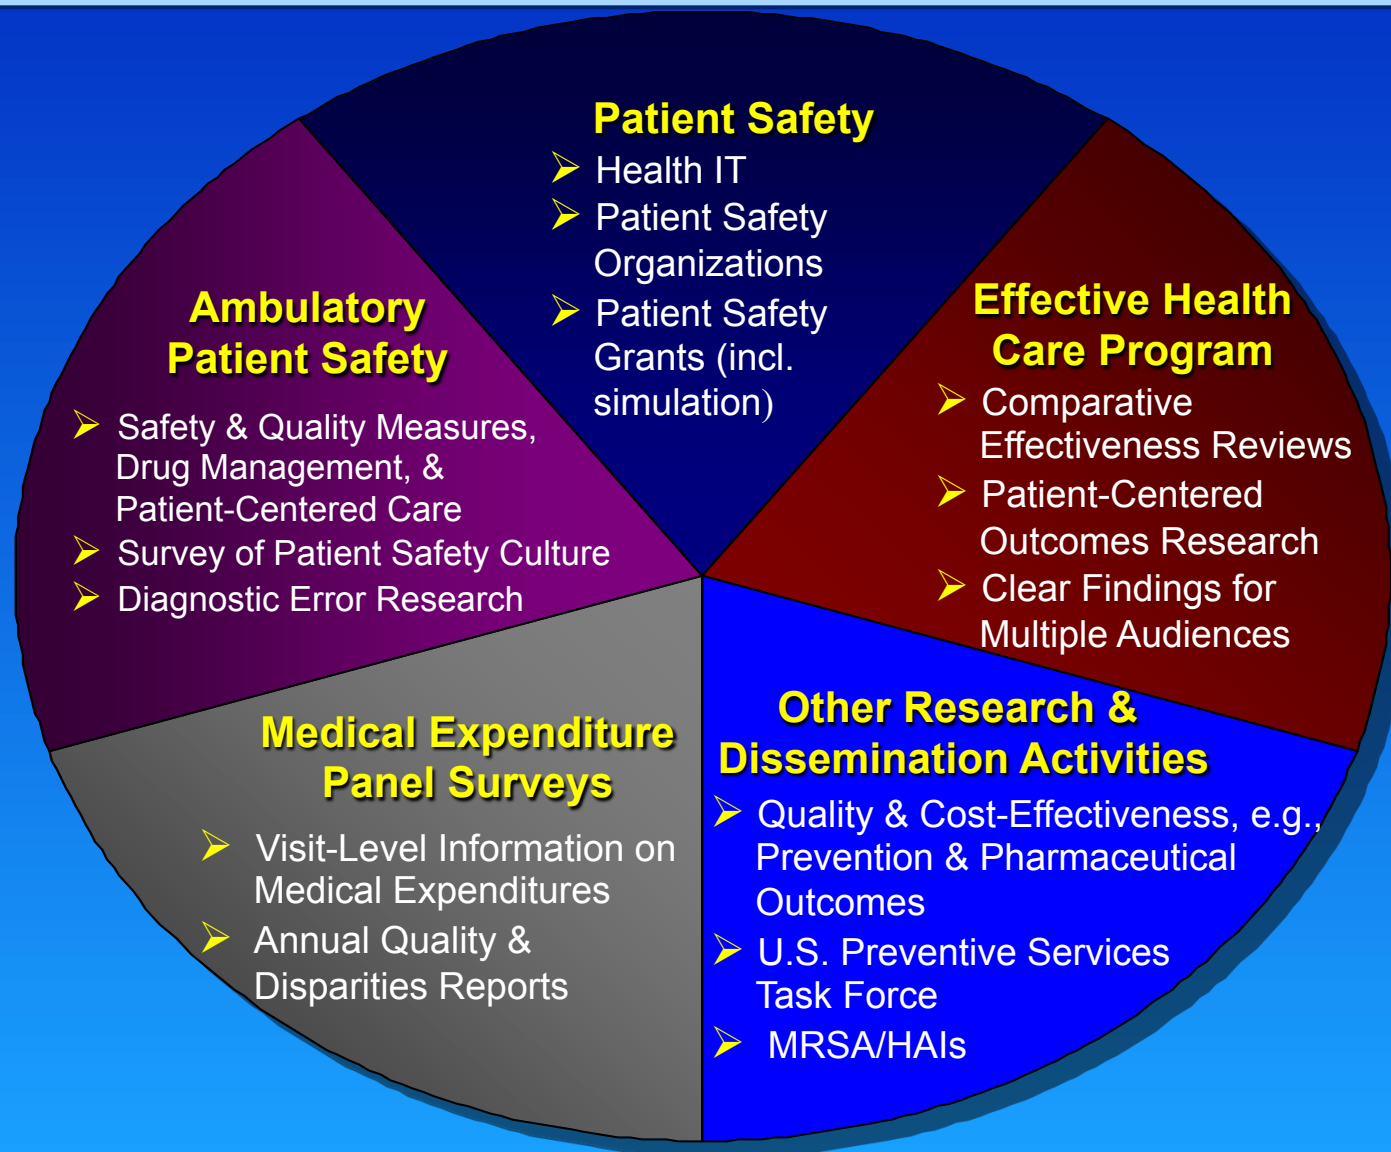 Patient Safety
➢ Health IT
➢ Patient Safety
Organizations
➢ Patient Safety
Grants (incl.
simulation)
Effective Health
Care Program
➢ Comparative
Effectiveness Reviews
➢ Patient-Centered
Outcomes Research
➢ Clear Findings for
Multiple Audiences
Ambulatory
Patient Safety
➢ Safety & Quality Measures,
Drug Management, &
Patient-Centered Care
➢ Survey of Patient Safety Culture
➢ Diagnostic Error Research
Medical Expenditure
Panel Surveys
➢ Visit-Level Information on
Medical Expenditures
➢ Annual Quality &
Disparities Reports
Other Research &
Dissemination Activities
➢ Quality & Cost-Effectiveness, e.g.,
Prevention & Pharmaceutical
Outcomes
➢ U.S. Preventive Services
Task Force
➢ MRSA/HAIs